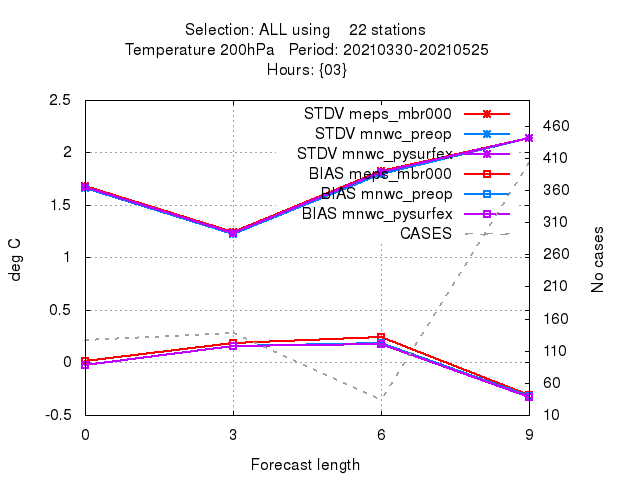 Selection: ALL using    22 stations
Temperature 200hPa   Period: 20210330-20210525
Hours: {03}
2.5
2
1.5
1
0.5
0
-0.5
deg C
STDV meps_mbr000
STDV mnwc_preop
STDV mnwc_pysurfex
BIAS meps_mbr000
BIAS mnwc_preop
BIAS mnwc_pysurfex
CASES
460
410
360
310
260
210
160
110
60
10
No cases
0 3 6 9
Forecast length